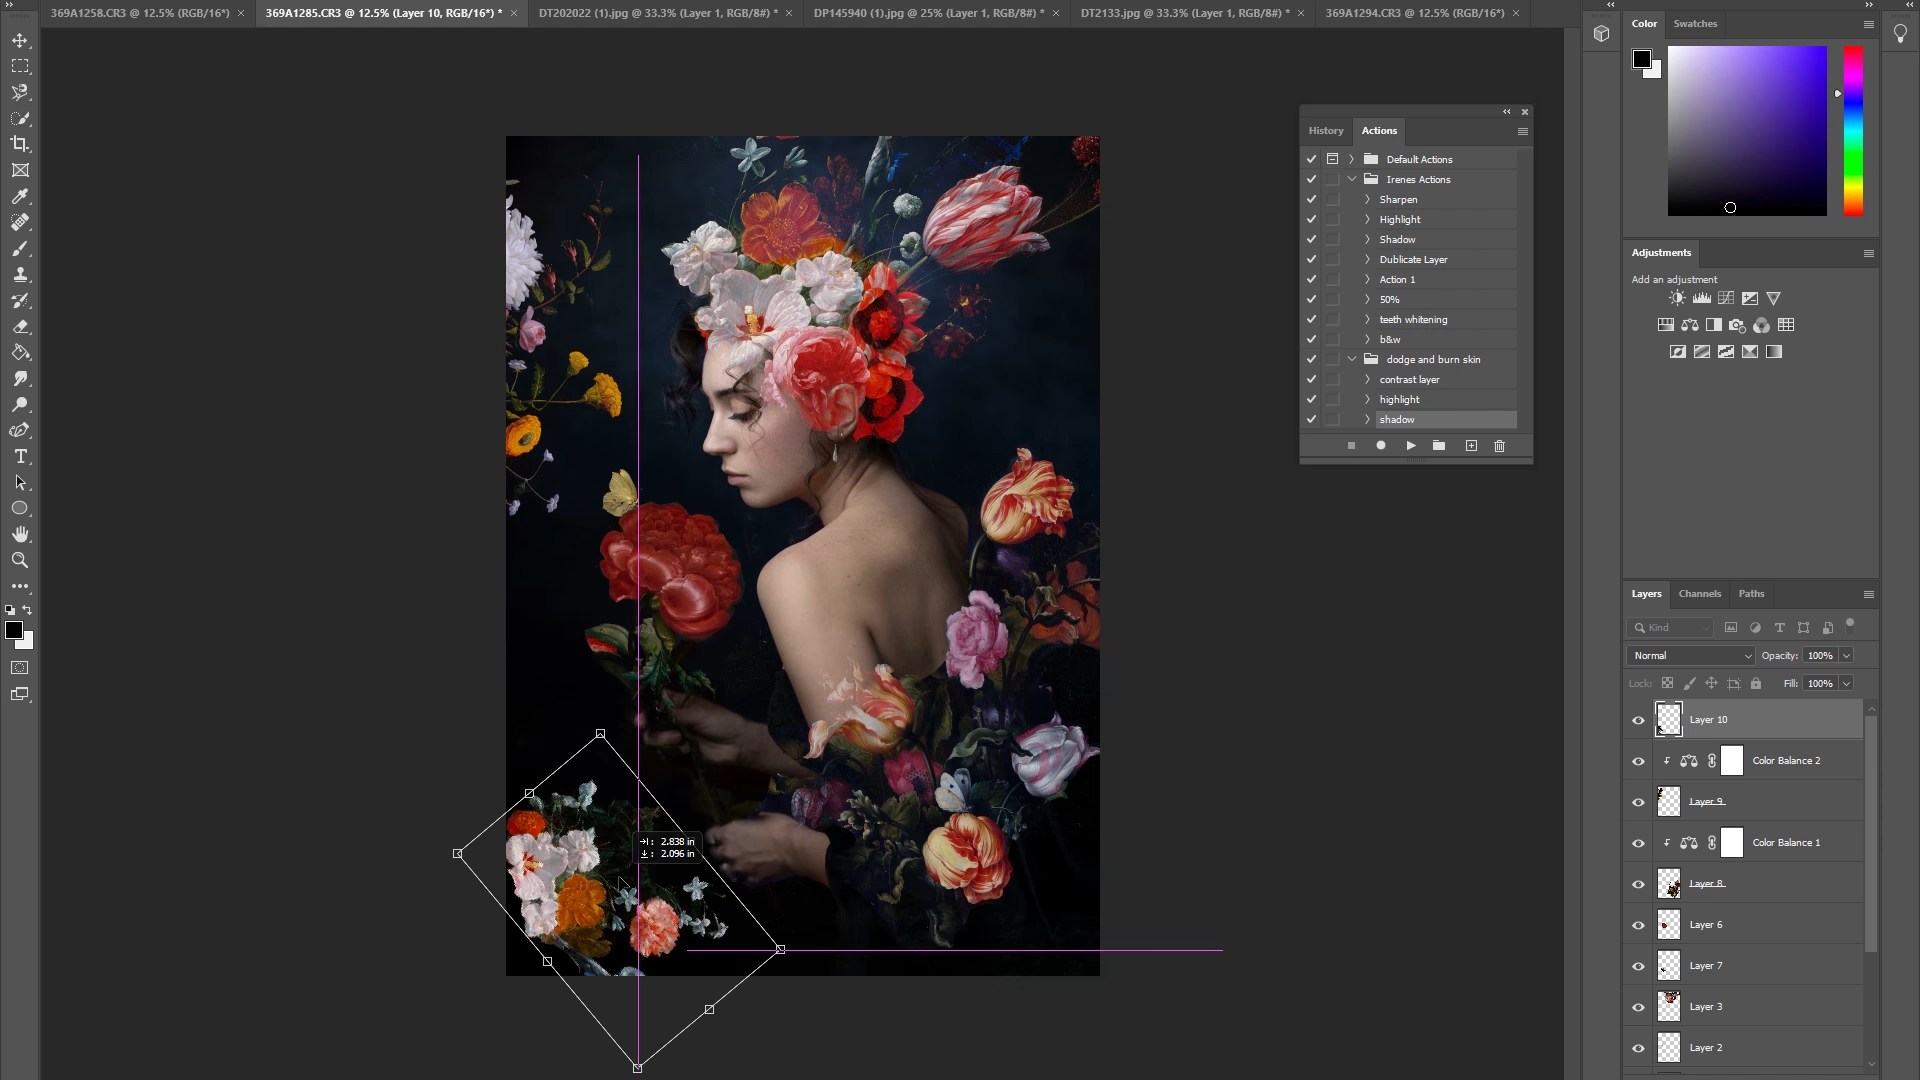 369A1258.CR3 @ 12.5% (RGB/16*)
369A1285.CR3 @ 12.5% (Layer 10, RGB/16*) *
DT202022 (1).jpg @ 33.3% (Layer 1, RGB/8#) *
DP145940 (1).jpg @ 25% (Layer 1, RGB/8#) *
DT2133.jpg @ 33.3% (Layer 1, RGB/8#) *
369A1294.CR3 @ 12.5% (RGB/16*)
History
Actions
Default Actions
Irenes Actions
Sharpen
Highlight
Shadow
Dublicate Layer
Action 1
50%
teeth whitening
b&w
dodge and burn skin
contrast layer
highlight
shadow
: 2.838 in
: 2.096 in
Color
Swatches
Adjustments
Add an adjustment
Layers
Channels
Paths
Kind
Normal
Opacity: 100%
Lock:
Fill: 100%
Layer 10
Color Balance 2
Layer 9
Color Balance 1
Layer 8
Layer 6
Layer 7
Layer 3
Layer 2